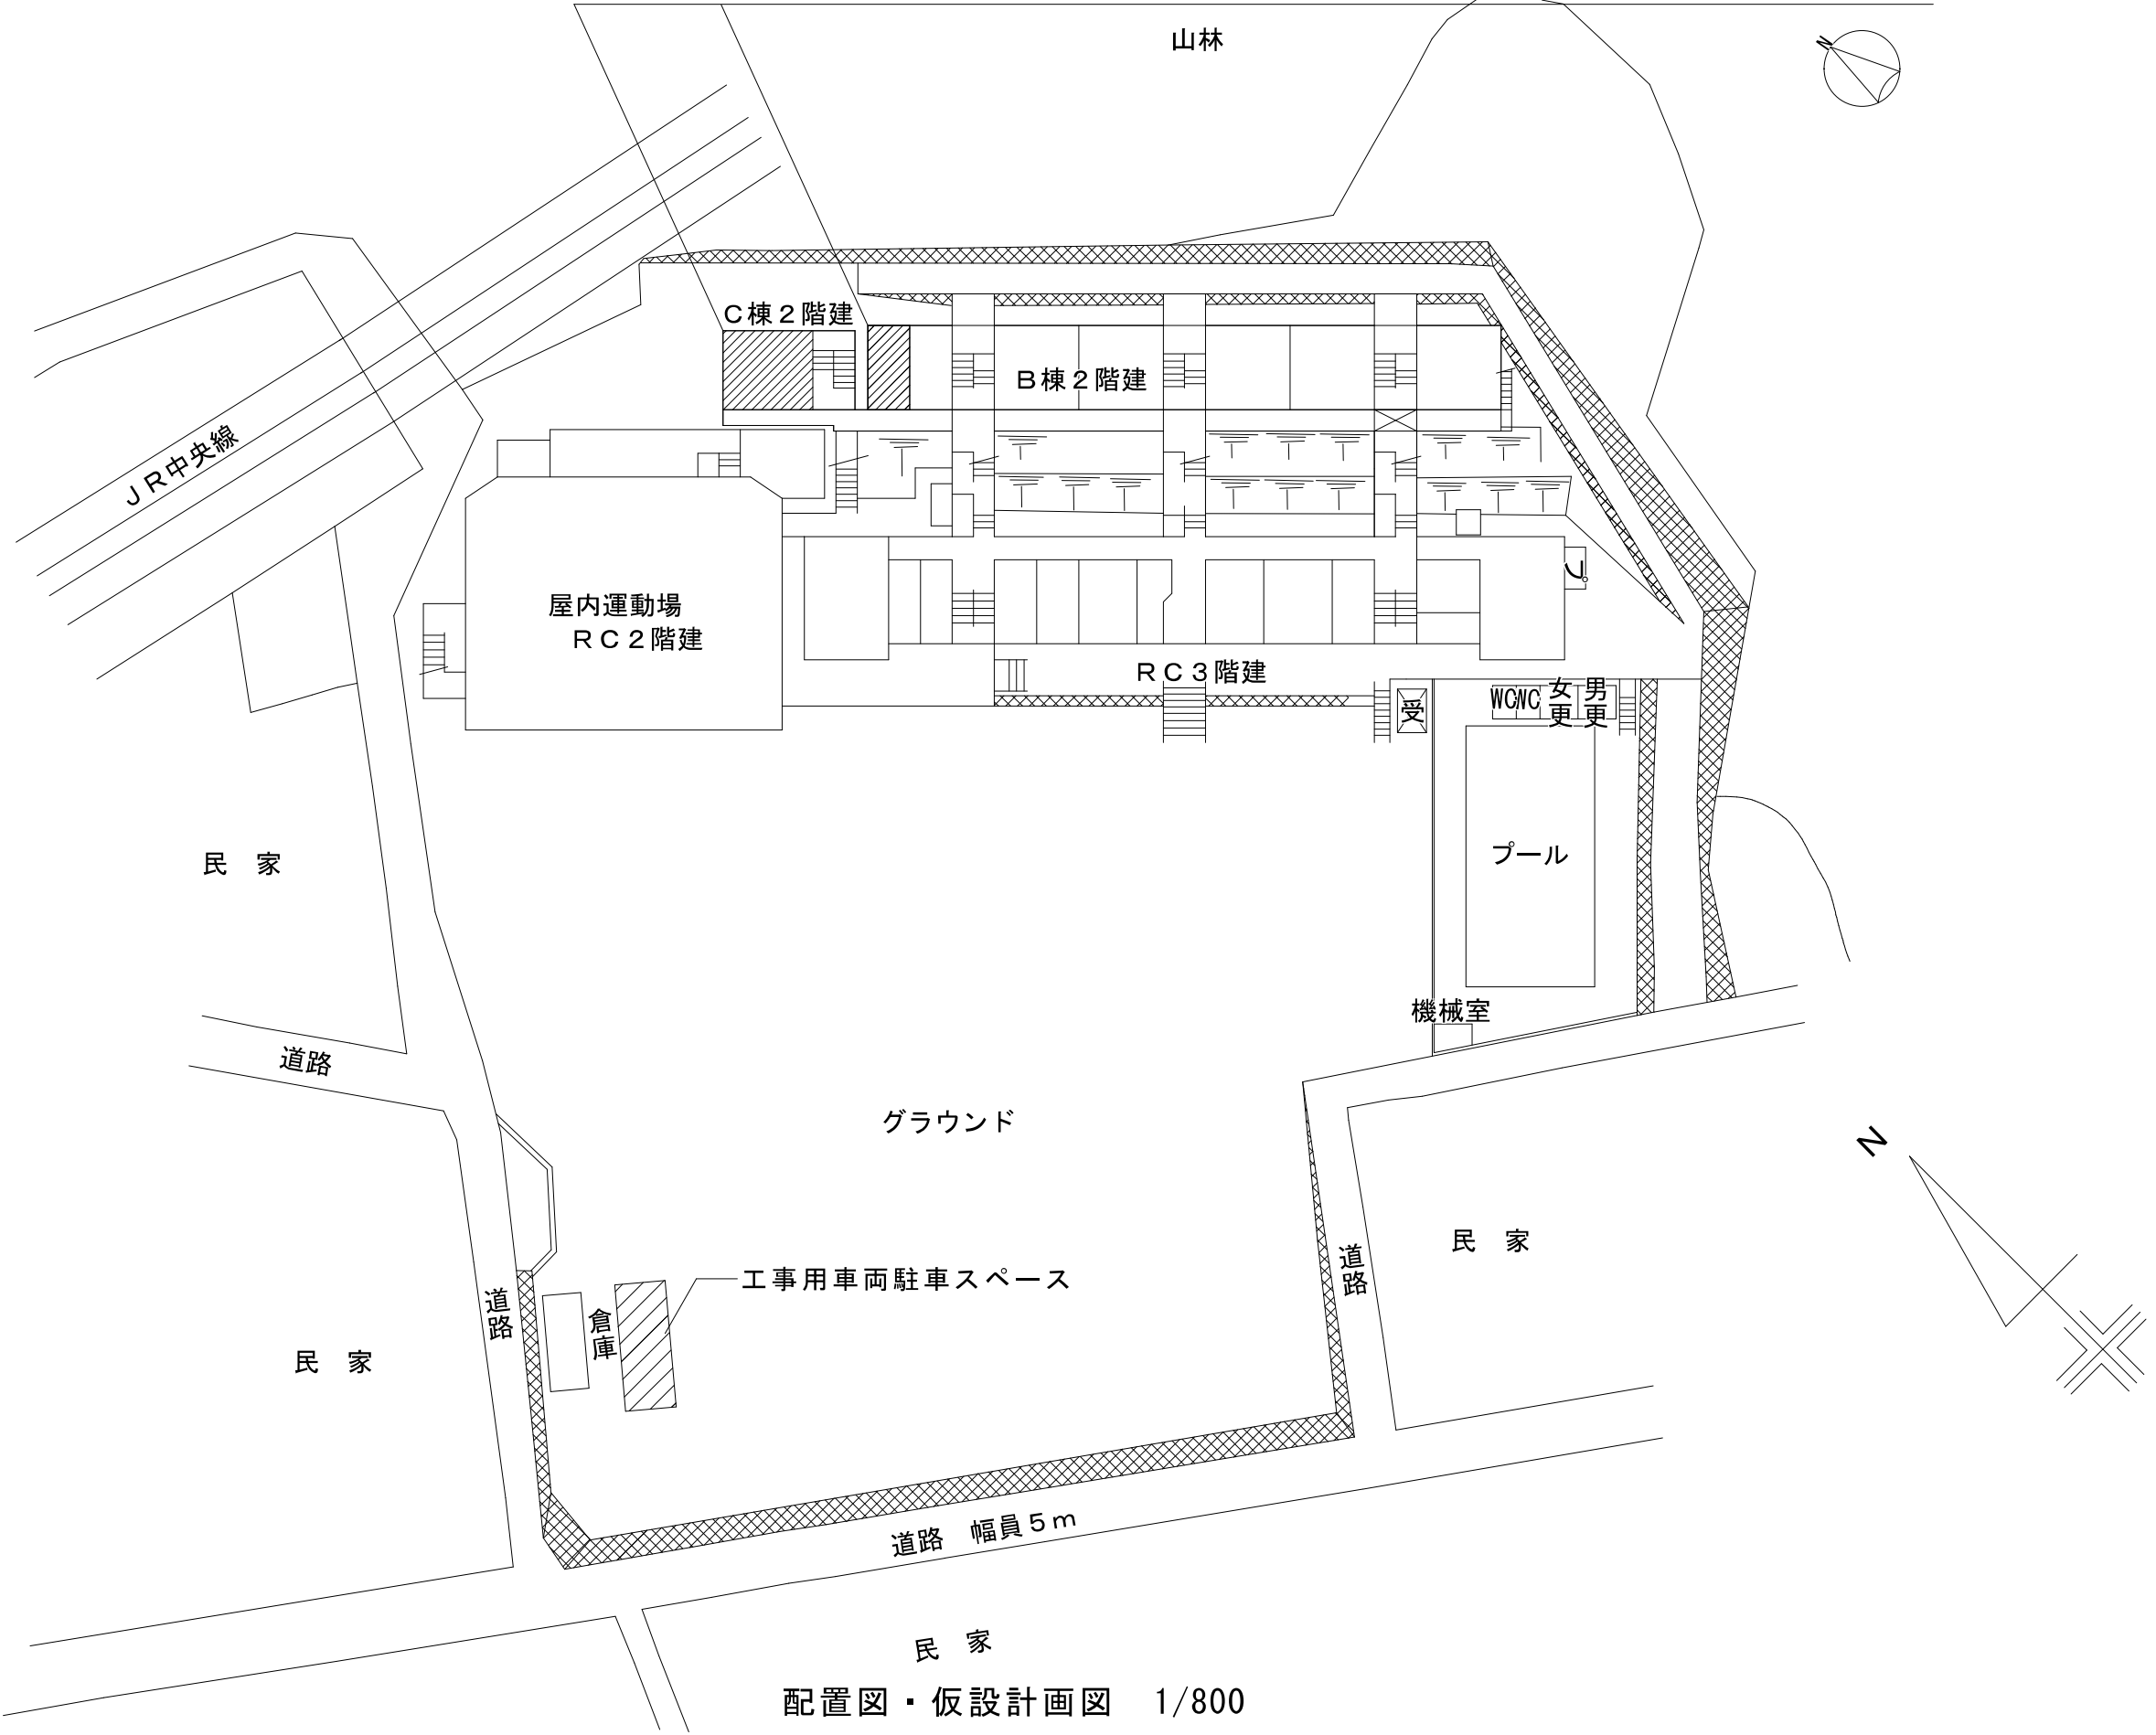 山林
N
C棟2階建
B棟2階建
JR中央線
プ
屋内運動場
RC2階建
RC3階建
受
WC
WC
女更
男更
プール
民　家
機械室
道路
グラウンド
N
民　家
道路
工事用車両駐車スペース
道路
倉庫
民　家
道路　幅員5m
民　家
配置図・仮設計画図　1/800